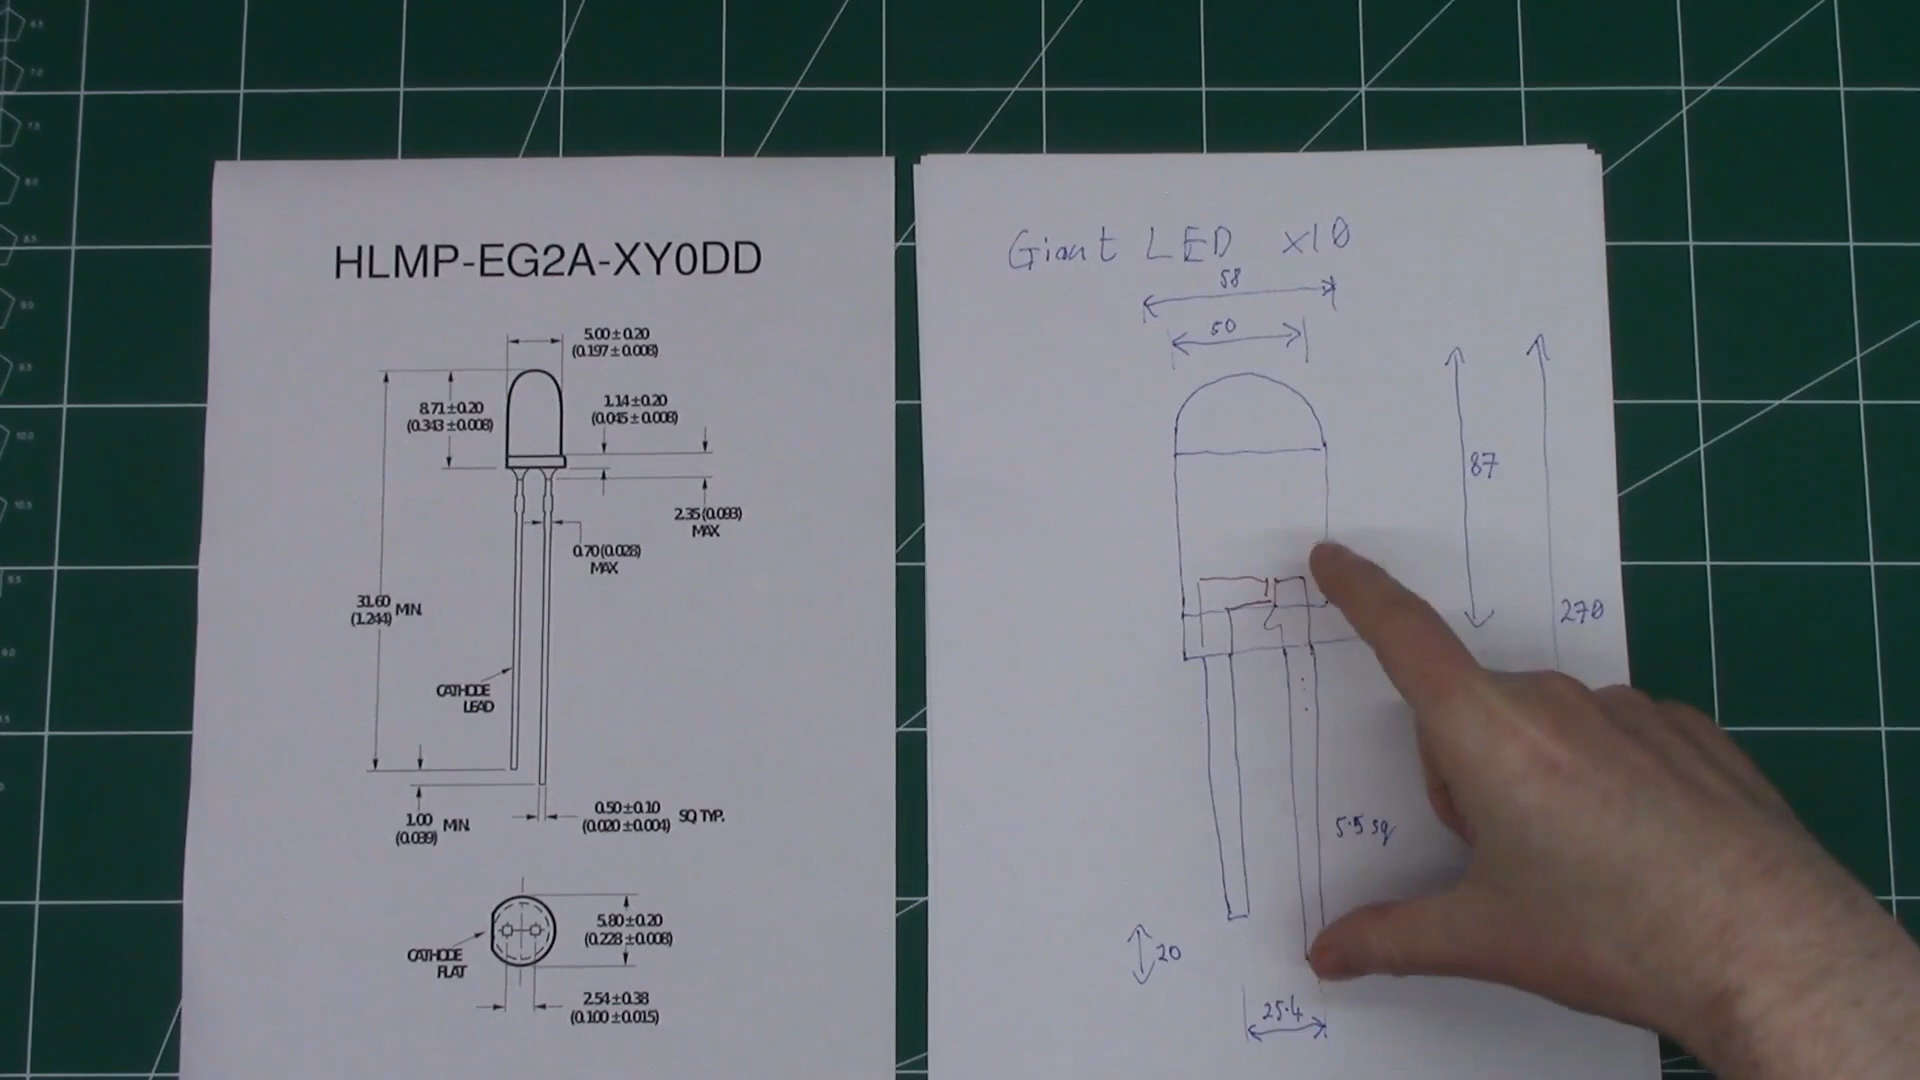 HLMP-EG2A-XY0DD
5.00±0.20
(0.197±0.008)
8.71±0.20
(0.343±0.008)
1.14±0.20
(0.045±0.008)
2.35(0.093)
MAX
0.70(0.028)
MAX
31.60
(1.244) MIN.
CATHODE
LEAD
1.00
(0.039) MIN.
0.50±0.10
(0.020±0.004) SQ. TYP.
CATHODE
FLAT
5.80±0.20
(0.228±0.008)
2.54±0.38
(0.100±0.015)
Giant LED x10
58
50
87
270
5.5 sq
20
25.4